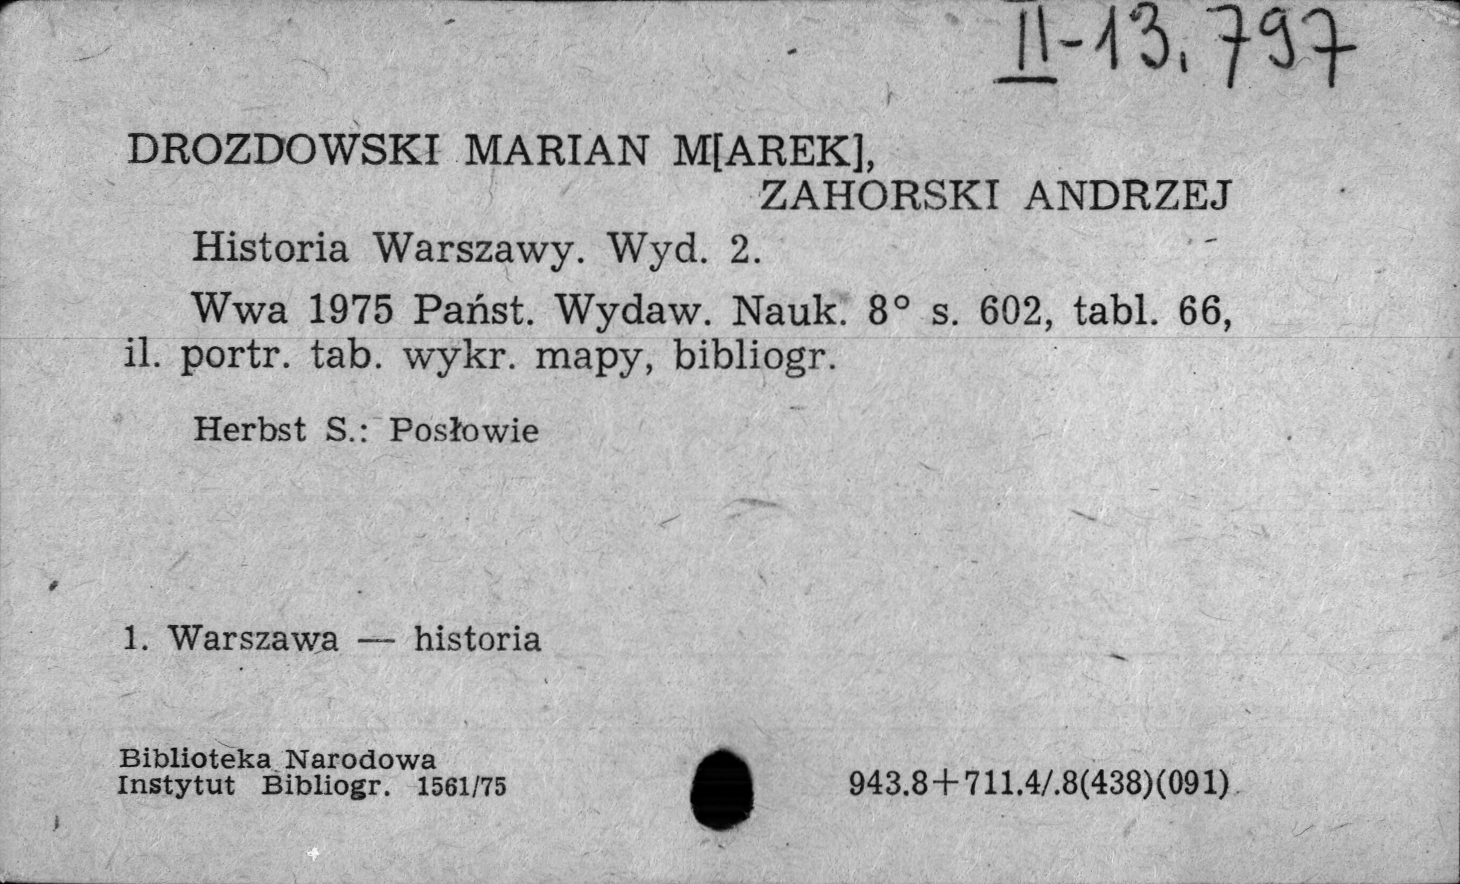 II-13.797
DROZDOWSKI MARIAN M[AREK],
ZAHORSKI ANDRZEJ
Historia Warszawy. Wyd. 2.
Wwa 1975 Państ. Wydaw. Nauk. 8° s. 602, tabl. 66,
il. portr. tab. wykr. mapy, bibliogr.
Herbst S.: Posłowie
1. Warszawa — historia
Biblioteka Narodowa
Instytut Bibliogr. 1561/75
943.8+711.4/.8(438)(091)